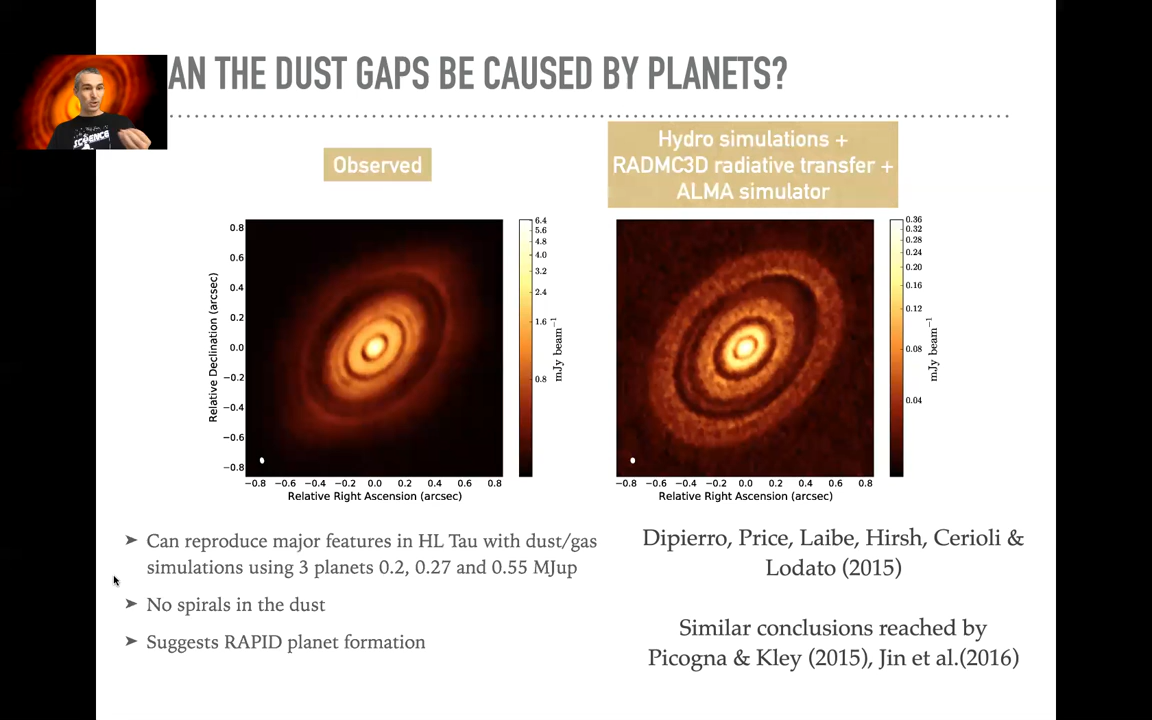 AN THE DUST GAPS BE CAUSED BY PLANETS?
SCIENCE
Observed
Hydro simulations +
RADMC3D radiative transfer +
ALMA simulator
0.8
0.6
0.4
0.2
0.0
−0.2
−0.4
−0.6
−0.8
Relative Declination (arcsec)
−0.8 −0.6 −0.4 −0.2 0.0 0.2 0.4 0.6 0.8
Relative Right Ascension (arcsec)
6.4
5.6
4.8
4.0
3.2
2.4
1.6
0.8
mJy beam⁻¹
−0.8 −0.6 −0.4 −0.2 0.0 0.2 0.4 0.6 0.8
Relative Right Ascension (arcsec)
0.36
0.32
0.28
0.24
0.20
0.16
0.12
0.08
0.04
mJy beam⁻¹
➤ Can reproduce major features in HL Tau with dust/gas
simulations using 3 planets 0.2, 0.27 and 0.55 MJup
➤ No spirals in the dust
➤ Suggests RAPID planet formation
Dipierro, Price, Laibe, Hirsh, Cerioli &
Lodato (2015)
Similar conclusions reached by
Picogna & Kley (2015), Jin et al.(2016)